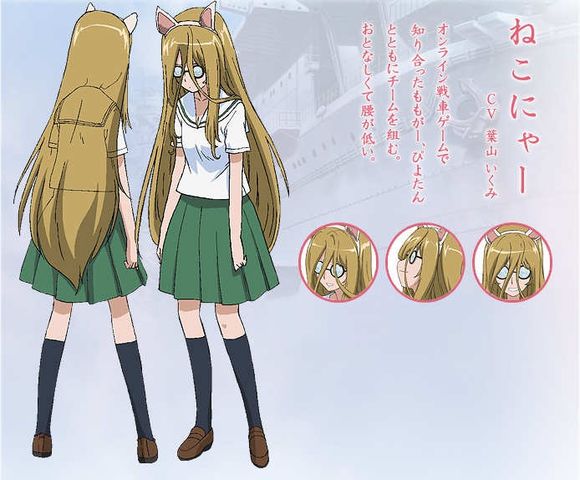 ねこにゃー
CV 葉山いくみ
オンライン戦車ゲームで
知り合ったももがー、ぴよたん
とともにチームを組む。
おとなしくて腰が低い。